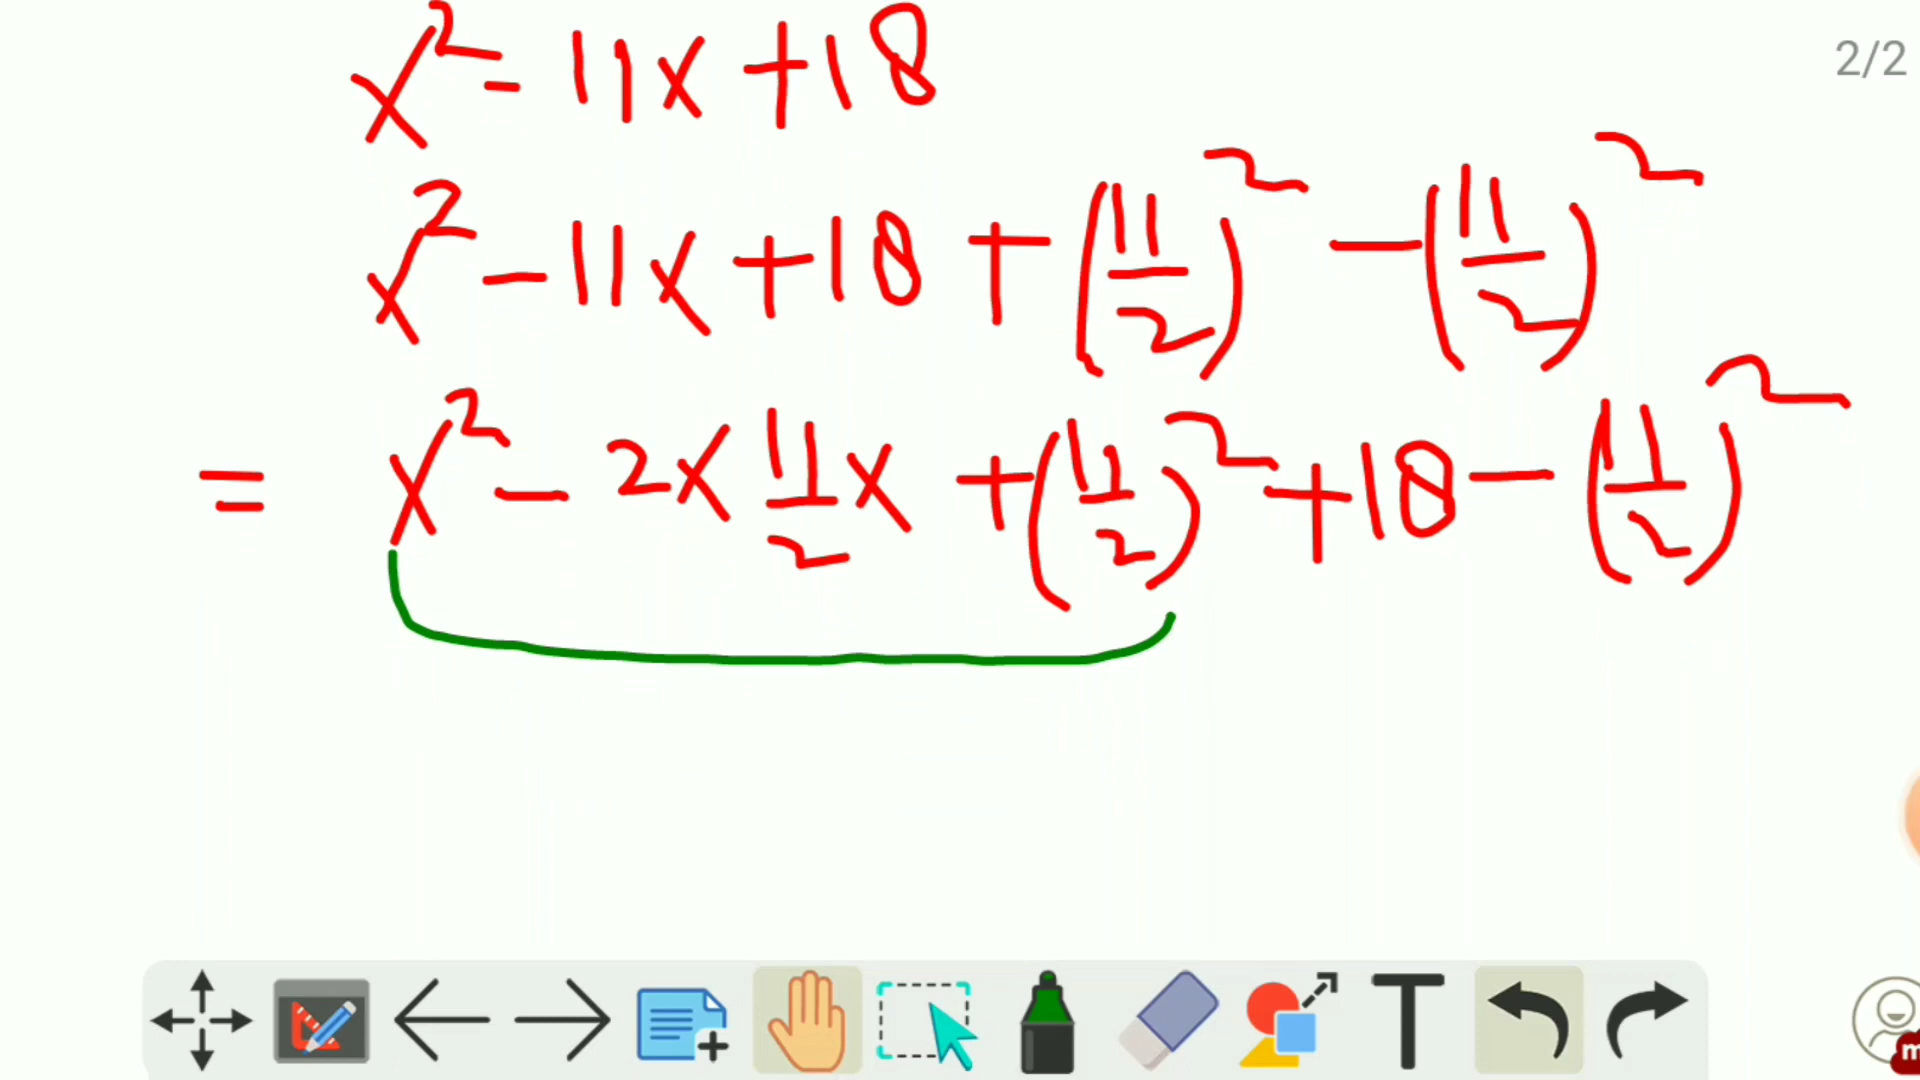 2/2
x² - 11x + 18
x² - 11x + 18 + (11/2)² - (11/2)²
= x² - 2x 11/2 x + (11/2)² + 18 - (11/2)²
T
m